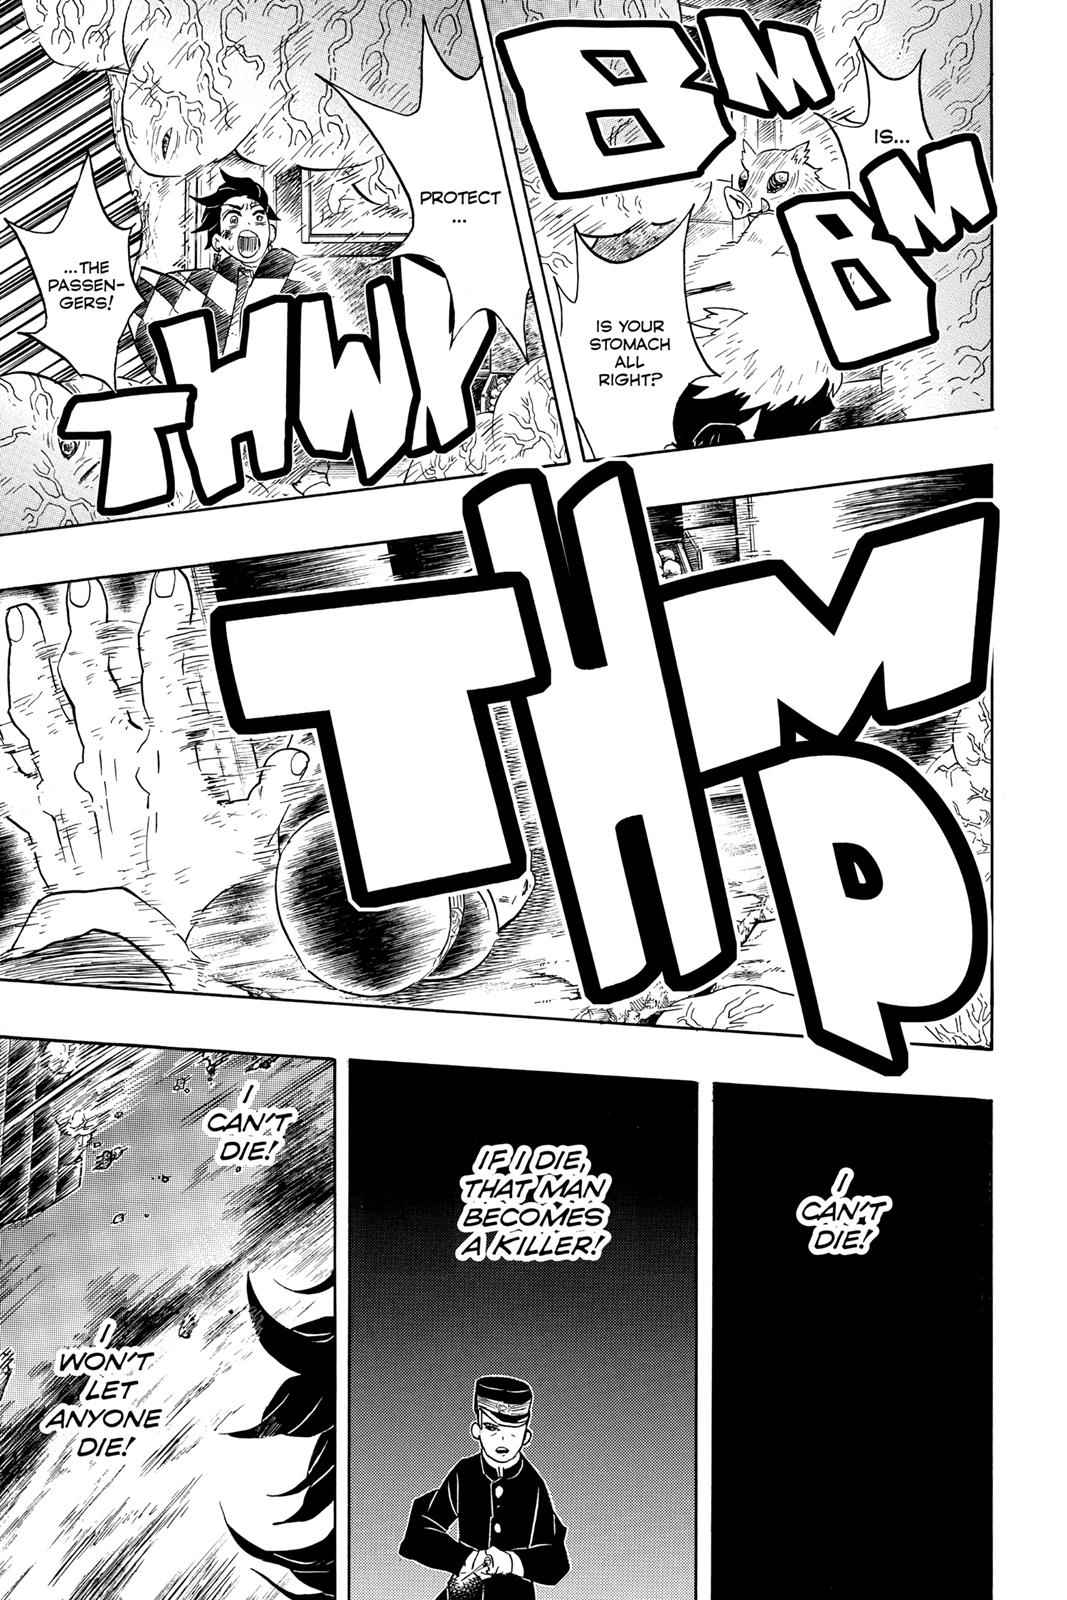 BM
BM
IS...
IS YOUR
STOMACH
ALL
RIGHT?
PROTECT
...
...THE
PASSEN-
GERS!
THWK
THMP
I
CAN'T
DIE!
IF I DIE,
THAT MAN
BECOMES
A KILLER!
I
CAN'T
DIE!
I
WON'T
LET
ANYONE
DIE!